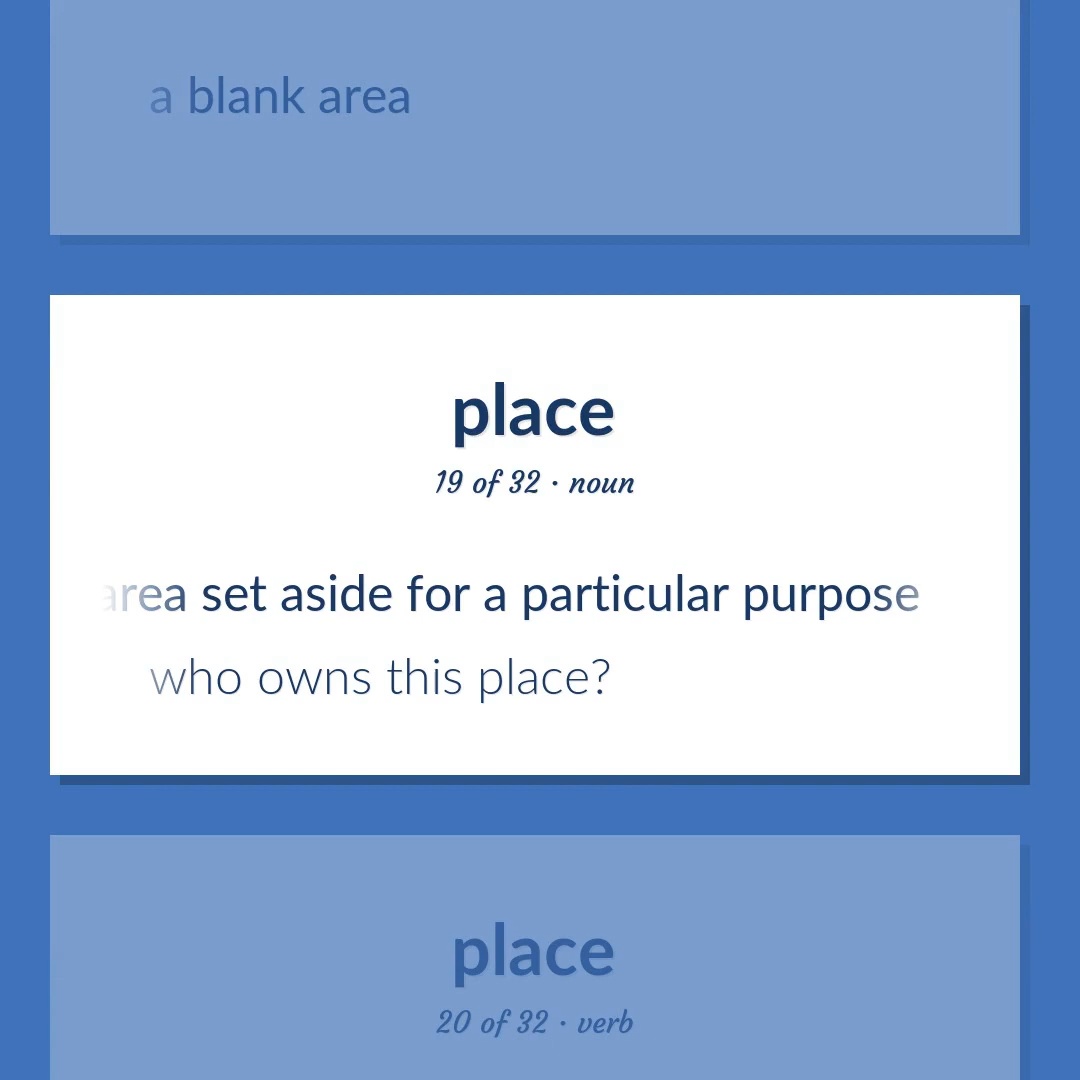 a blank area
place
19 of 32 · noun
area set aside for a particular purpose
who owns this place?
place
20 of 32 · verb